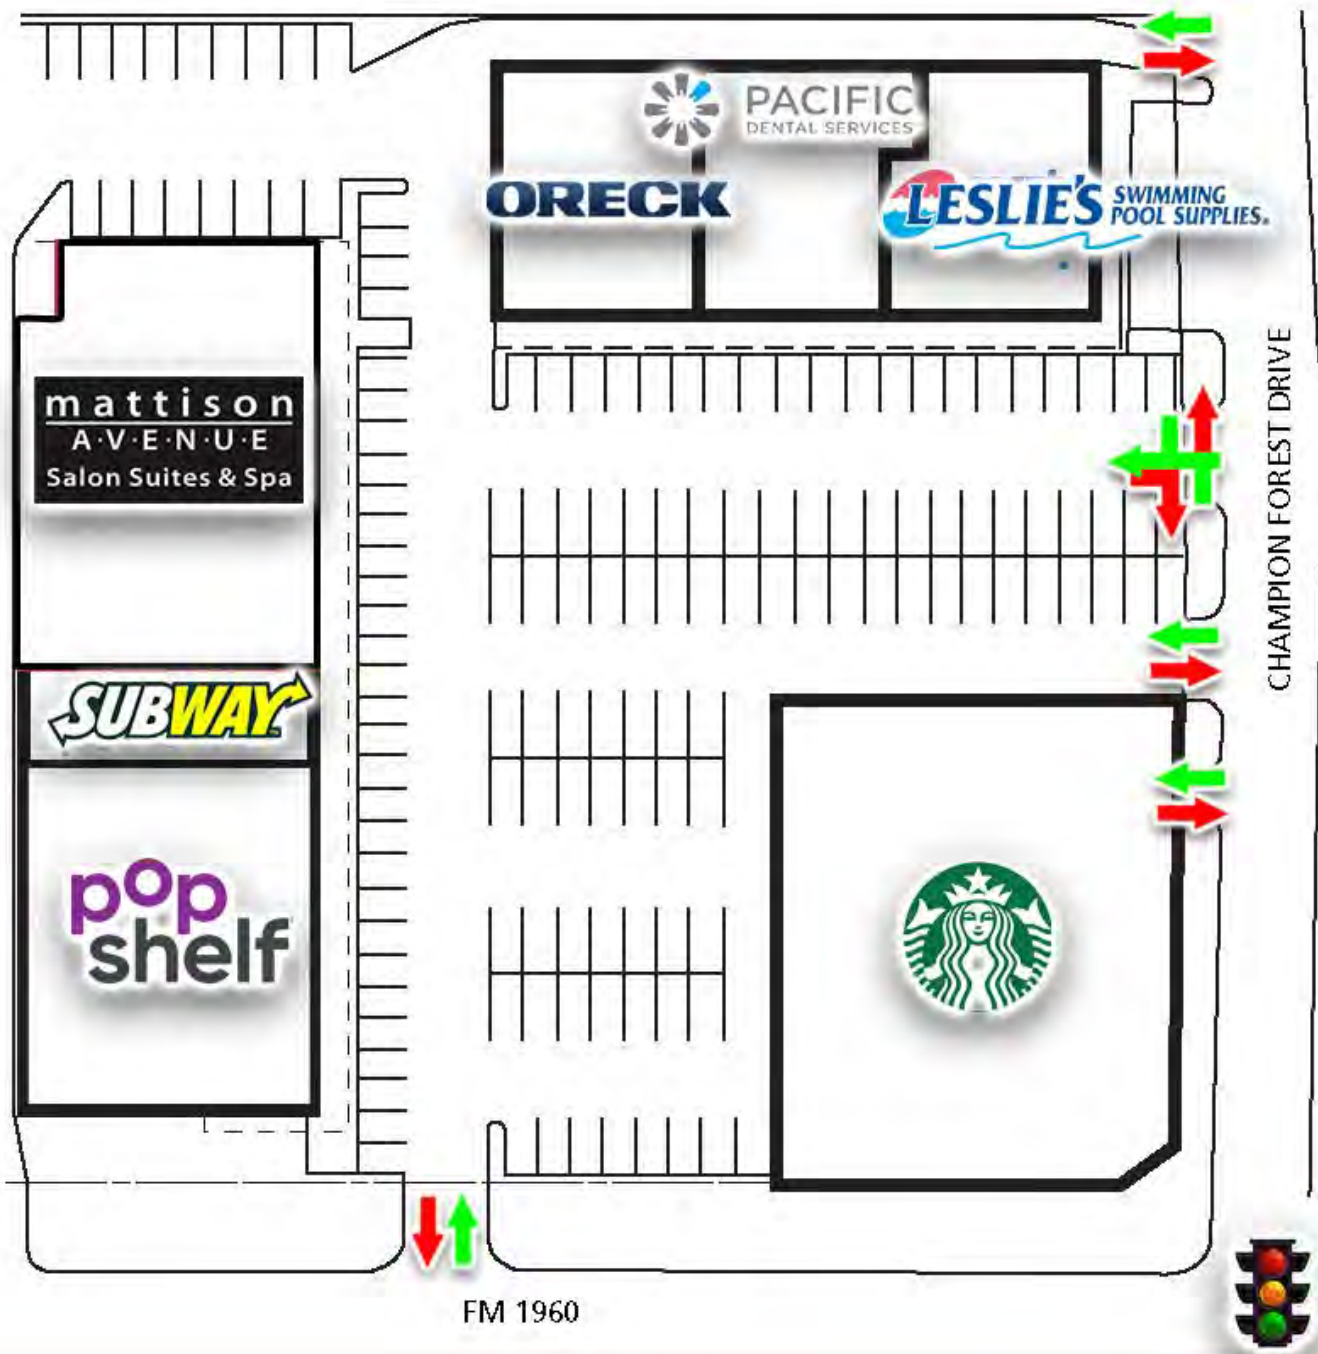 PACIFIC
DENTAL SERVICES
ORECK
LESLIE'S SWIMMING
POOL SUPPLIES.
mattison
A·V·E·N·U·E
Salon Suites & Spa
CHAMPION FOREST DRIVE
SUBWAY
pop
shelf
FM 1960